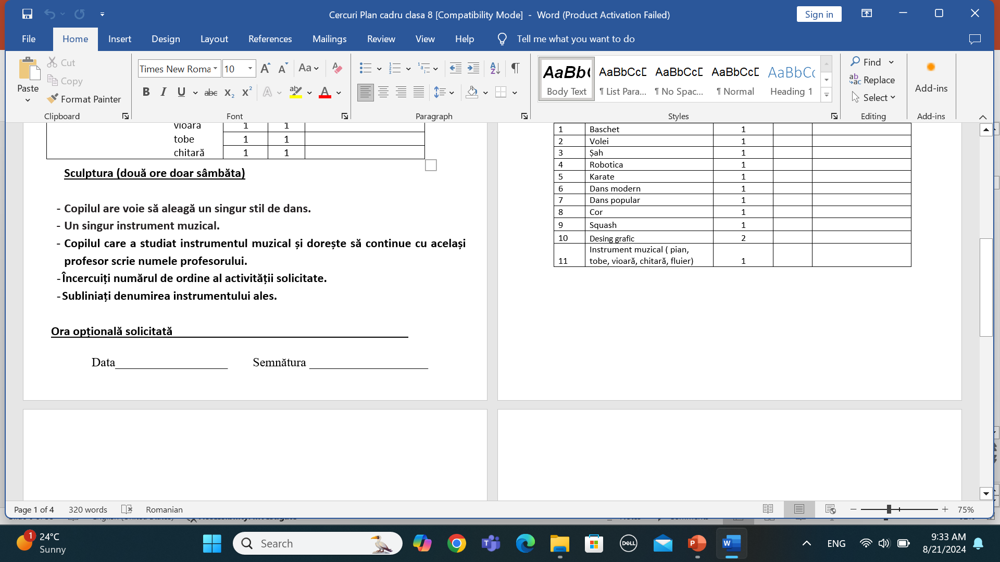 Cercuri Plan cadru clasa 8 [Compatibility Mode] - Word (Product Activation Failed)
Sign in
File Home Insert Design Layout References Mailings Review View Help Tell me what you want to do
Paste
Cut
Copy
Format Painter
Clipboard
Times New Roma 10
Font
Paragraph
AaBb( AaBbCcD AaBbCcD AaBbCcD AaBbCc
Body Text ¶ List Para... ¶ No Spac... ¶ Normal Heading 1
Styles
Find
Replace
Select
Editing
Add-ins
Add-ins
vioara 1 1
tobe 1 1
chitară 1 1
Sculptura (două ore doar sâmbăta)
- Copilul are voie să aleagă un singur stil de dans.
- Un singur instrument muzical.
- Copilul care a studiat instrumentul muzical și dorește să continue cu același
profesor scrie numele profesorului.
-Încercuiți numărul de ordine al activității solicitate.
-Subliniați denumirea instrumentului ales.
Ora opțională solicitată
Data__________________ Semnătura ___________________
1 Baschet 1
2 Volei 1
3 Șah 1
4 Robotica 1
5 Karate 1
6 Dans modern 1
7 Dans popular 1
8 Cor 1
9 Squash 1
10 Desing grafic 2
11 Instrument muzical ( pian,
tobe, vioară, chitară, fluier) 1
Page 1 of 4 320 words Romanian 75%
1 24°C
Sunny
Search
DELL
ENG
9:33 AM
8/21/2024